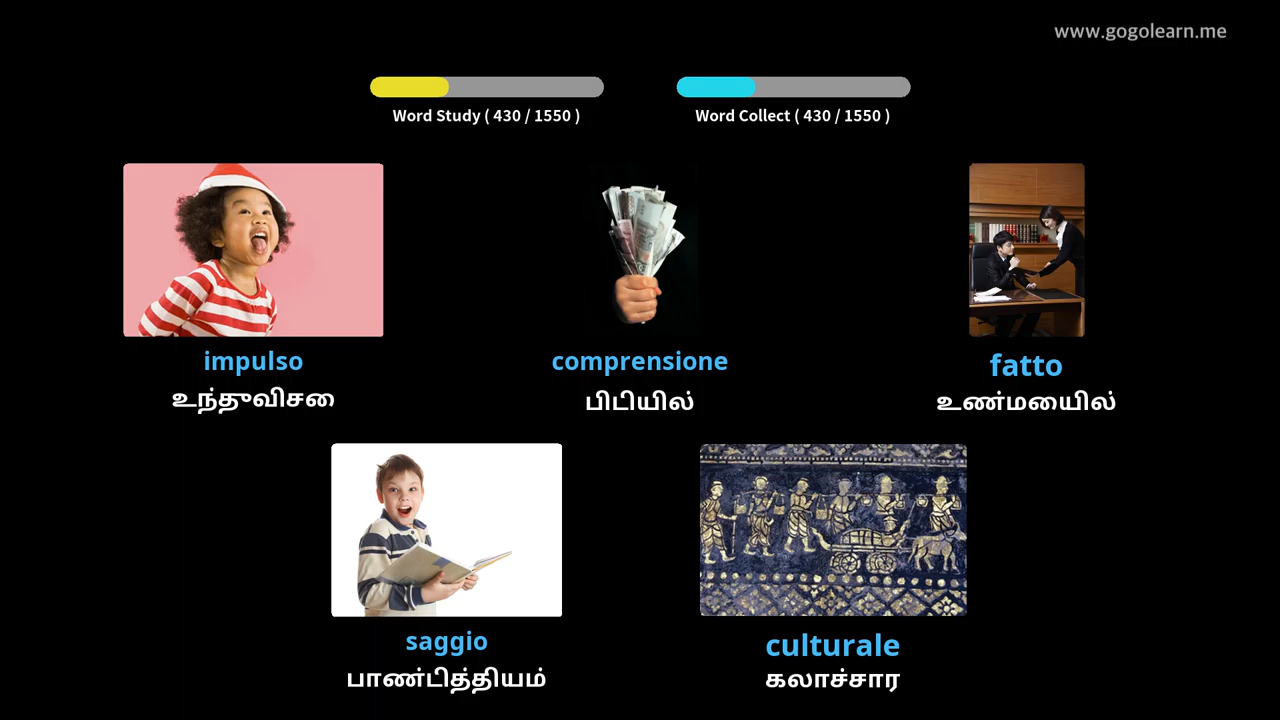 www.gogolearn.me
Word Study ( 430 / 1550 )
Word Collect ( 430 / 1550 )
impulso
comprensione
fatto
உந்துவிசை
பிடியில்
உண்மையில்
saggio
culturale
பாண்டித்தியம்
கலாச்சார